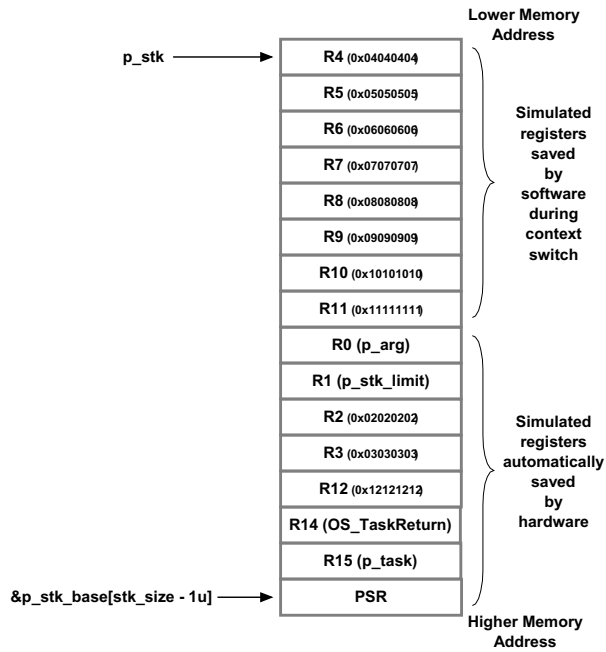 Lower Memory
Address
p_stk
R4 (0x04040404)
R5 (0x05050505)
R6 (0x06060606)
R7 (0x07070707)
R8 (0x08080808)
R9 (0x09090909)
R10 (0x10101010)
R11 (0x11111111)
Simulated
registers
saved
by
software
during
context
switch
R0 (p_arg)
R1 (p_stk_limit)
R2 (0x02020202)
R3 (0x03030303)
R12 (0x12121212)
R14 (OS_TaskReturn)
R15 (p_task)
PSR
Simulated
registers
automatically
saved
by
hardware
&p_stk_base[stk_size - 1u]
Higher Memory
Address